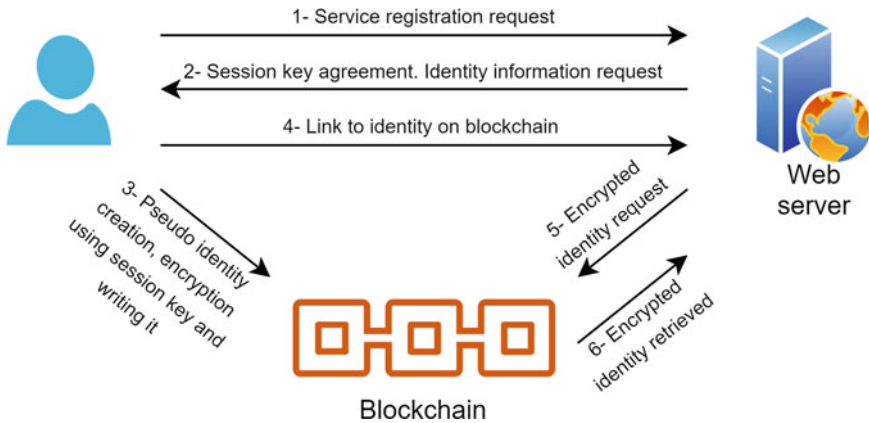 1- Service registration request
2- Session key agreement. Identity information request
4- Link to identity on blockchain
3- Pseudo identity
creation, encryption
using session key and
writing it
5- Encrypted
identity request
6- Encrypted
identity retrieved
Web
server
Blockchain